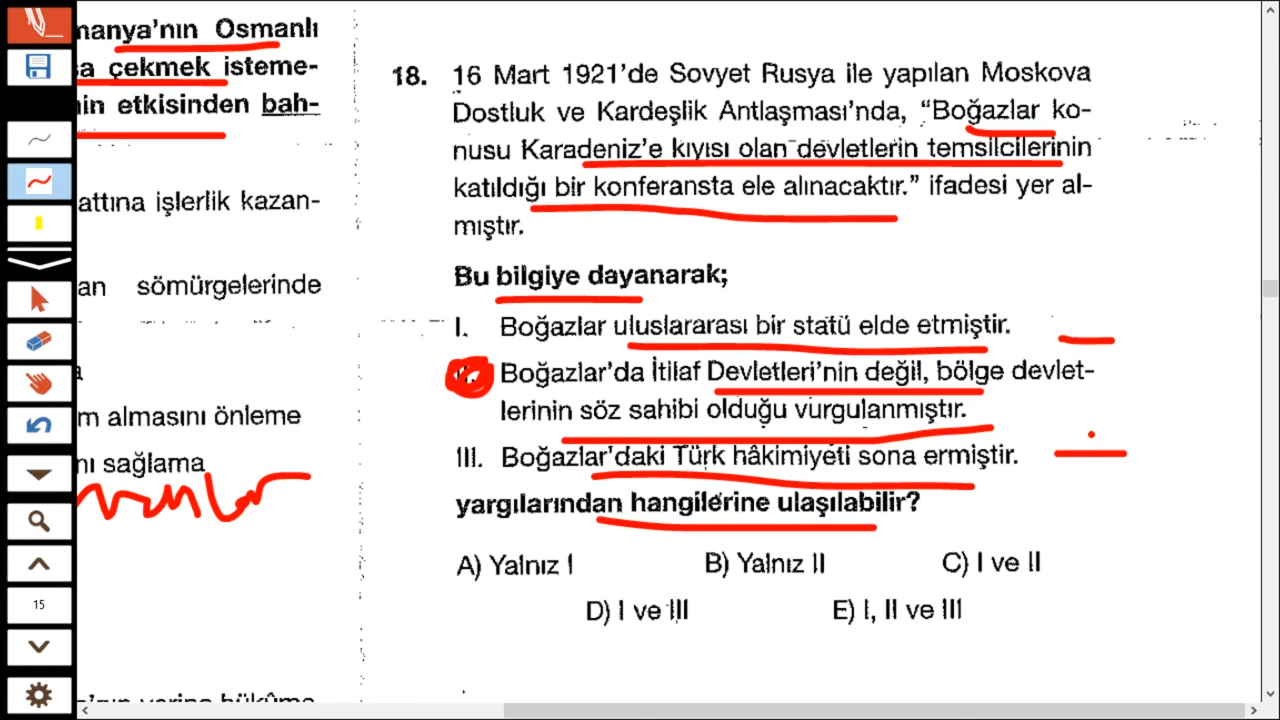 manya’nın Osmanlı
sa çekmek isteme-
nin etkisinden bah-
attına işlerlik kazan-
an sömürgelerinde
a
m almasını önleme
nı sağlama
18. 16 Mart 1921’de Sovyet Rusya ile yapılan Moskova
Dostluk ve Kardeşlik Antlaşması’nda, “Boğazlar ko-
nusu Karadeniz’e kıyısı olan devletlerin temsilcilerinin
katıldığı bir konferansta ele alınacaktır.” ifadesi yer al-
mıştır.
Bu bilgiye dayanarak;
I. Boğazlar uluslararası bir statü elde etmiştir.
Boğazlar’da İtilaf Devletleri’nin değil, bölge devlet-
lerinin söz sahibi olduğu vurgulanmıştır.
III. Boğazlar’daki Türk hâkimiyeti sona ermiştir.
yargılarından hangilerine ulaşılabilir?
A) Yalnız I B) Yalnız II C) I ve II
D) I ve III E) I, II ve III
15